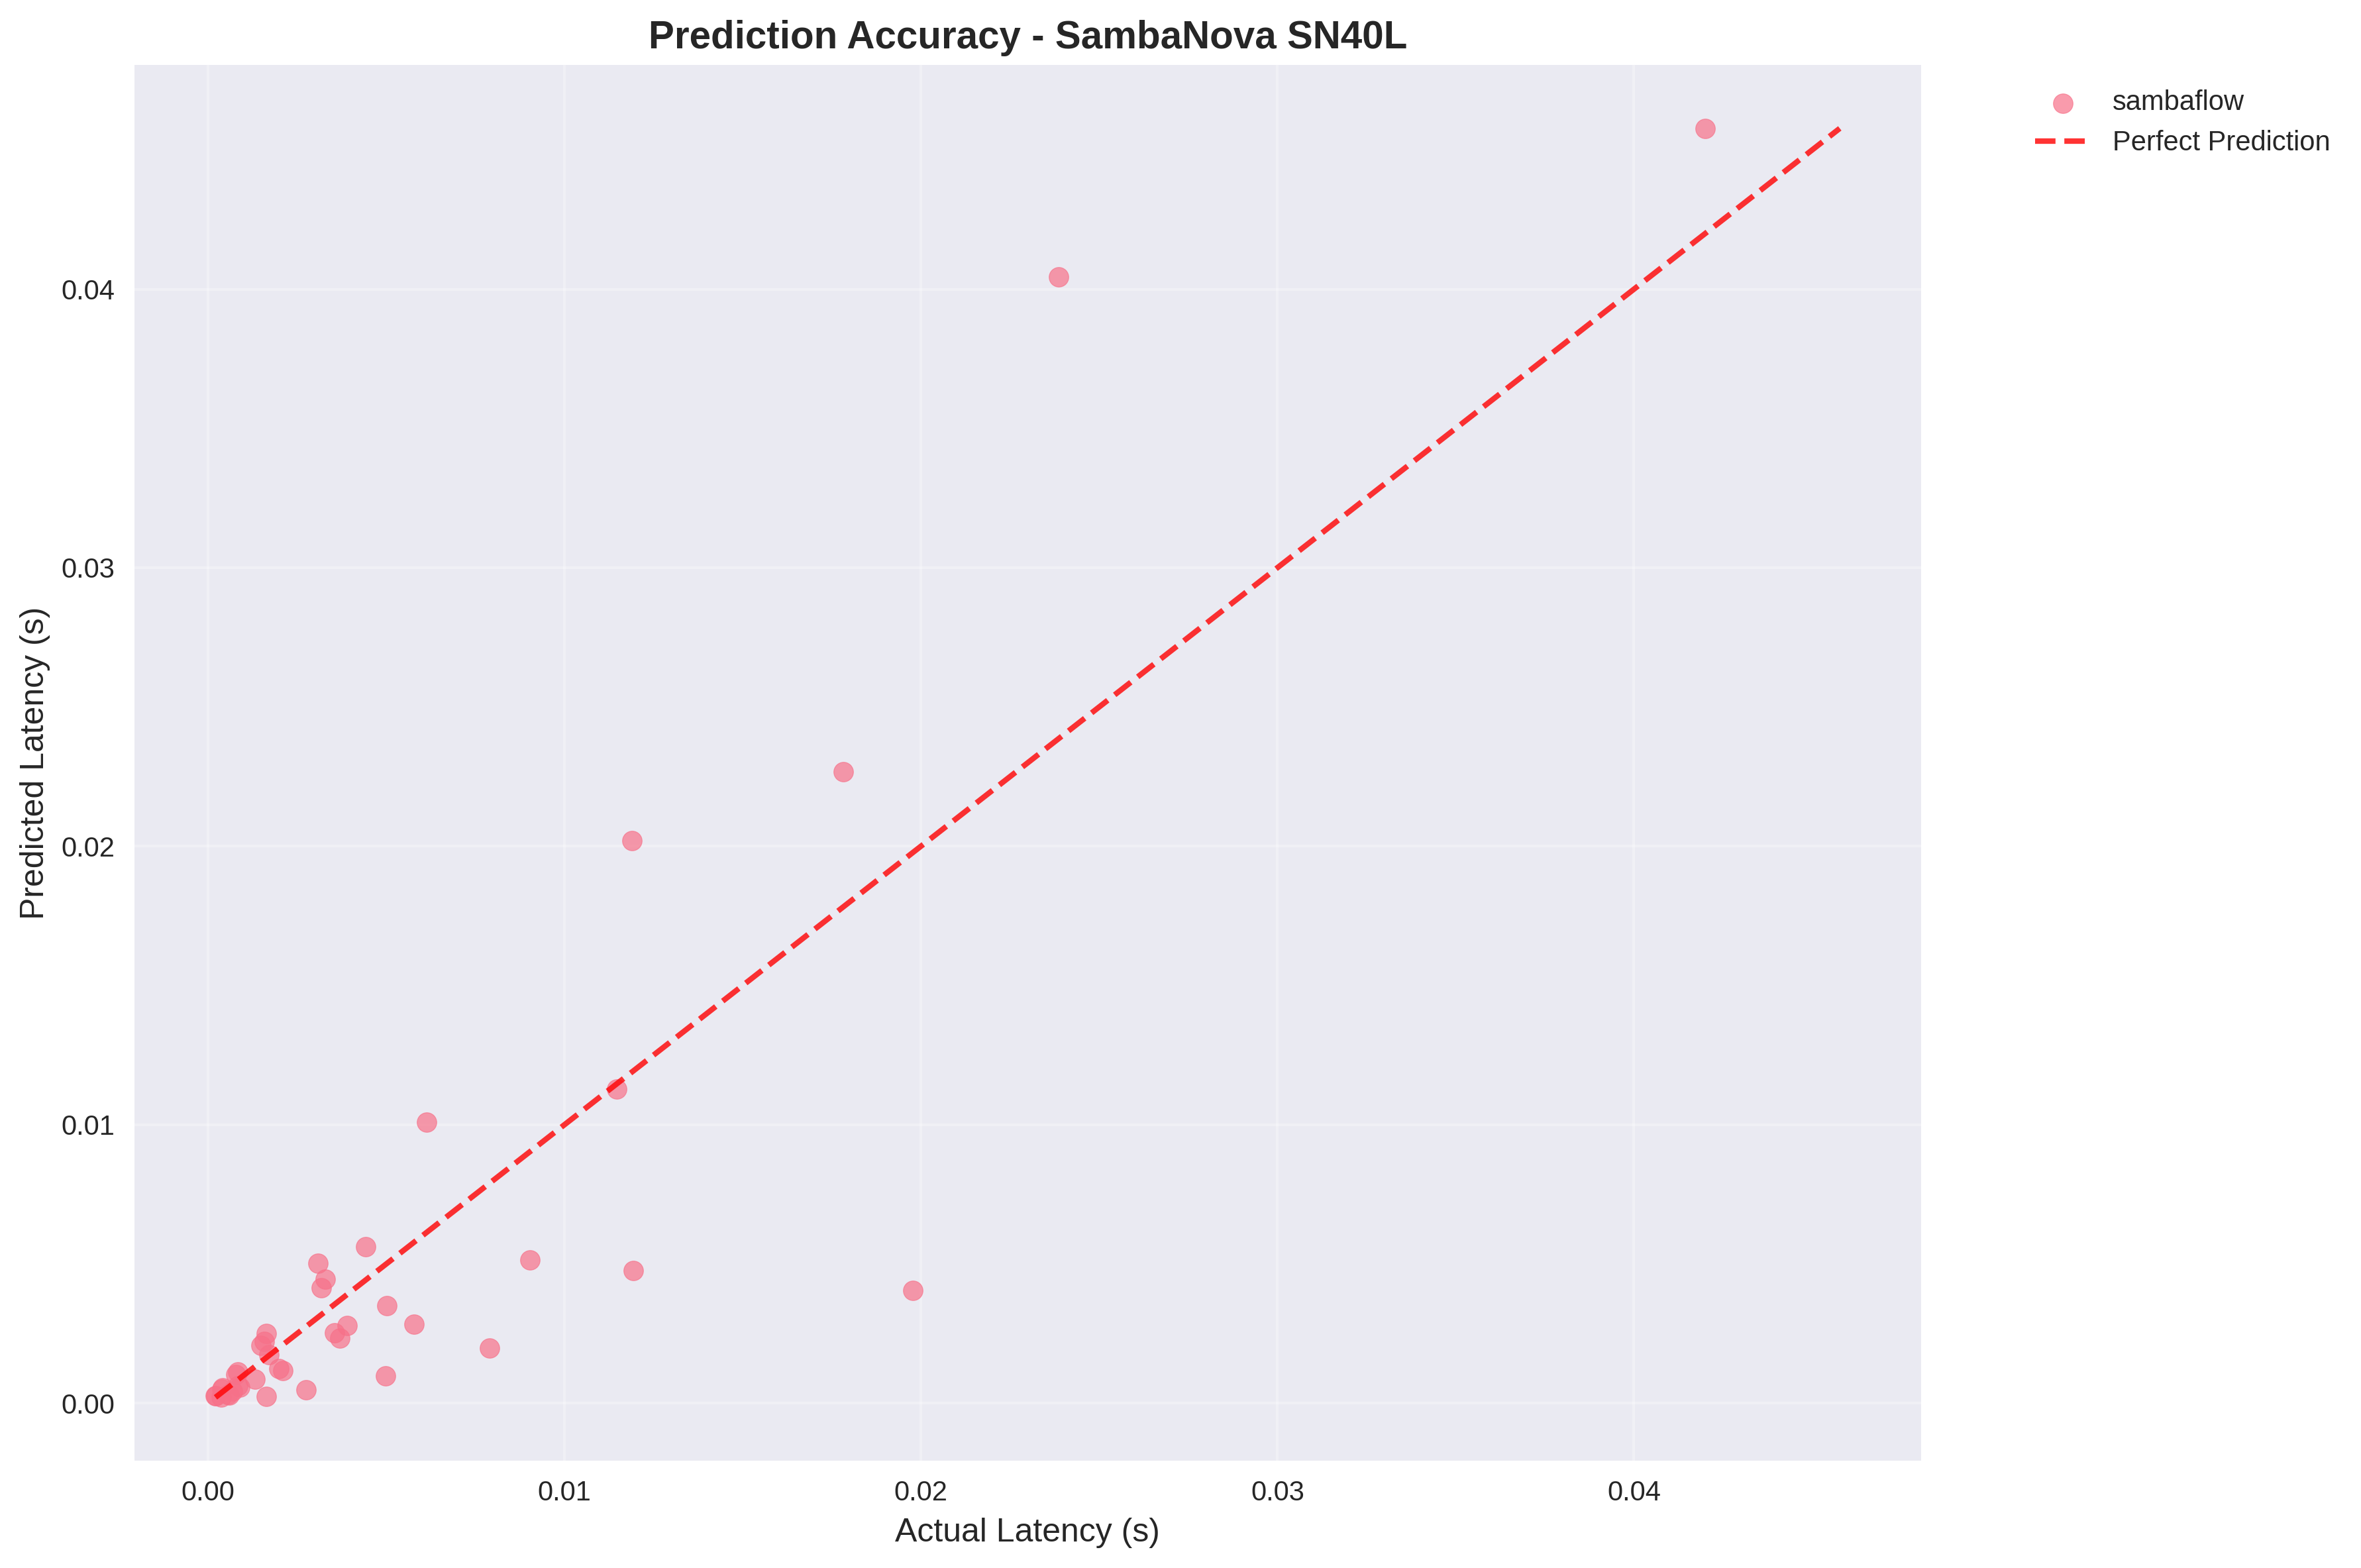 Prediction Accuracy - SambaNova SN40L
sambaflow
Perfect Prediction
Predicted Latency (s)
0.04
0.03
0.02
0.01
0.00
0.00 0.01 0.02 0.03 0.04
Actual Latency (s)